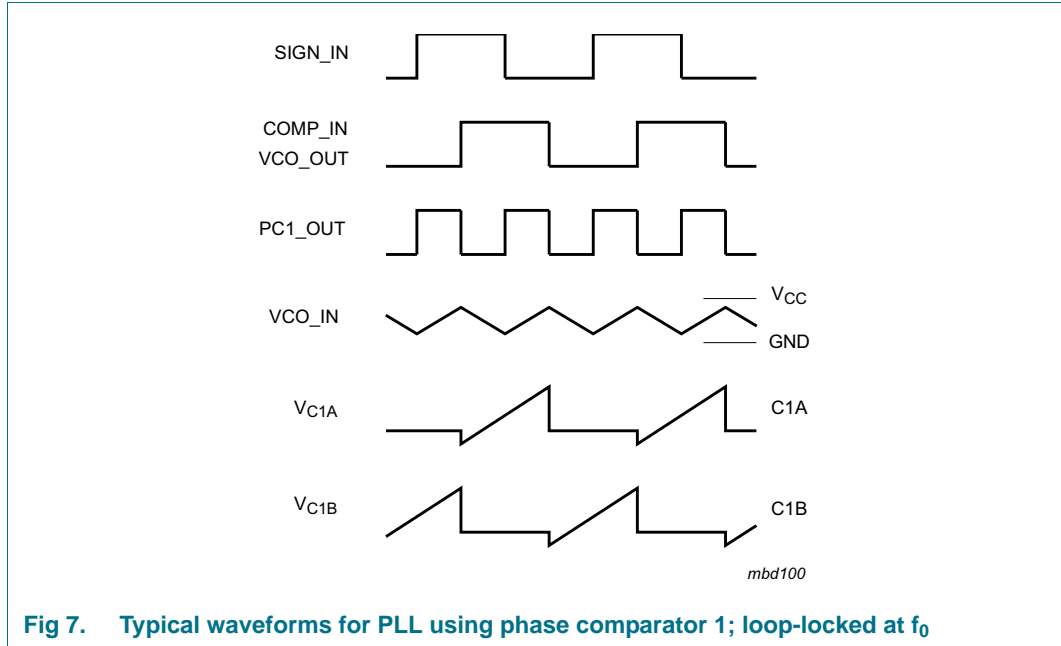 SIGN_IN
COMP_IN
VCO_OUT
PC1_OUT
VCO_IN
VCC
GND
VC1A
C1A
VC1B
C1B
mbd100
Fig 7. Typical waveforms for PLL using phase comparator 1; loop-locked at f0